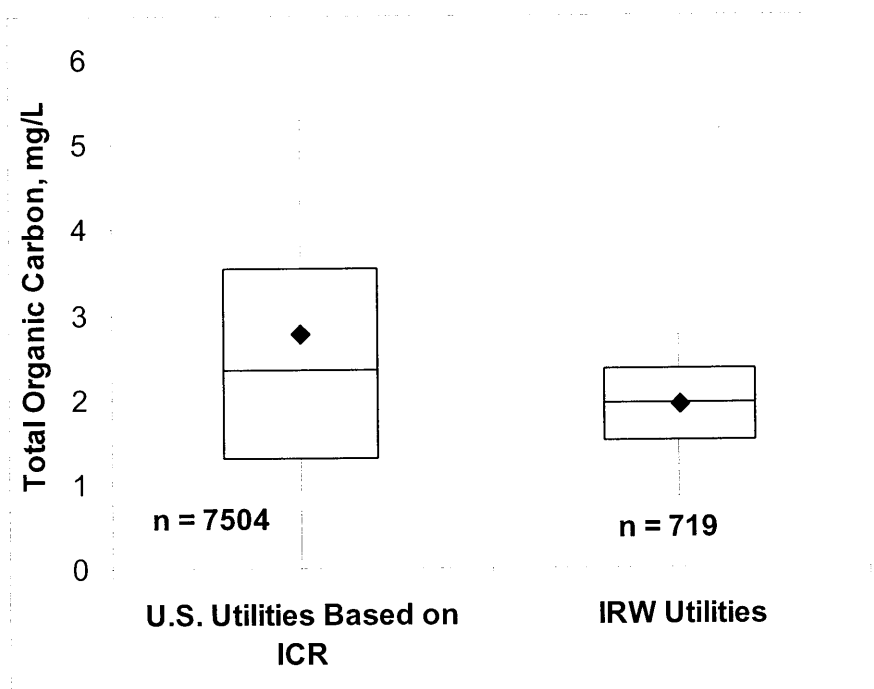 Total Organic Carbon, mg/L
6
5
4
3
2
1
0
n = 7504
n = 719
U.S. Utilities Based on
ICR
IRW Utilities